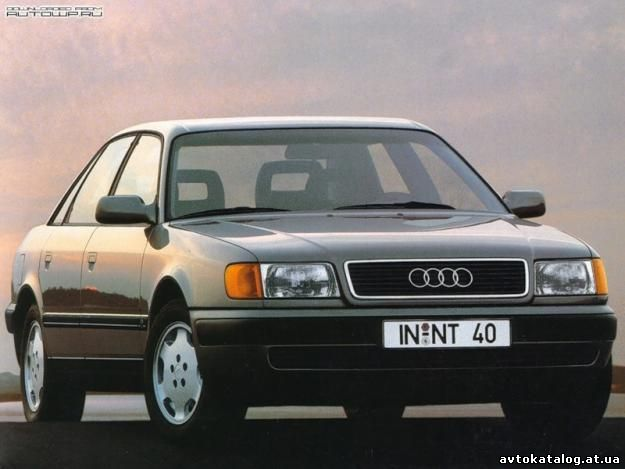 DOWNLOADED FROM
AUTOWP.RU
IN NT 40
avtokatalog.at.ua